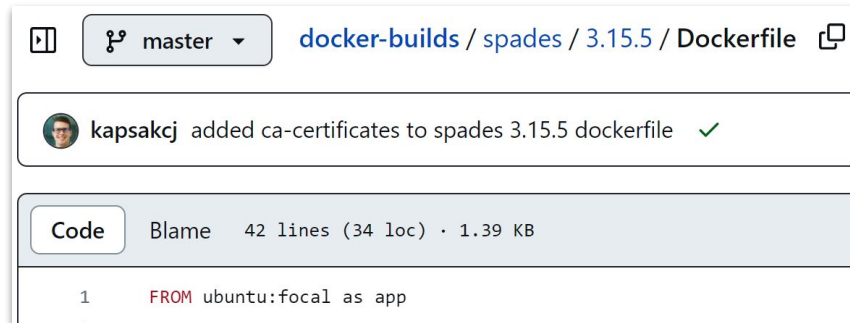 master docker-builds / spades / 3.15.5 / Dockerfile
kapsakcj added ca-certificates to spades 3.15.5 dockerfile
Code Blame 42 lines (34 loc) · 1.39 KB
1 FROM ubuntu:focal as app